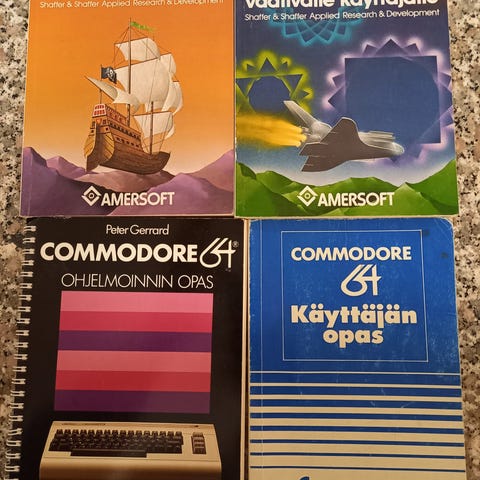 Shaffer & Shaffer Applied Research & Development
AMERSOFT
vaativalle käyttäjälle
Shaffer & Shaffer Applied Research & Development
AMERSOFT
Peter Gerrard
COMMODORE 64®
OHJELMOINNIN OPAS
COMMODORE
64
Käyttäjän
opas